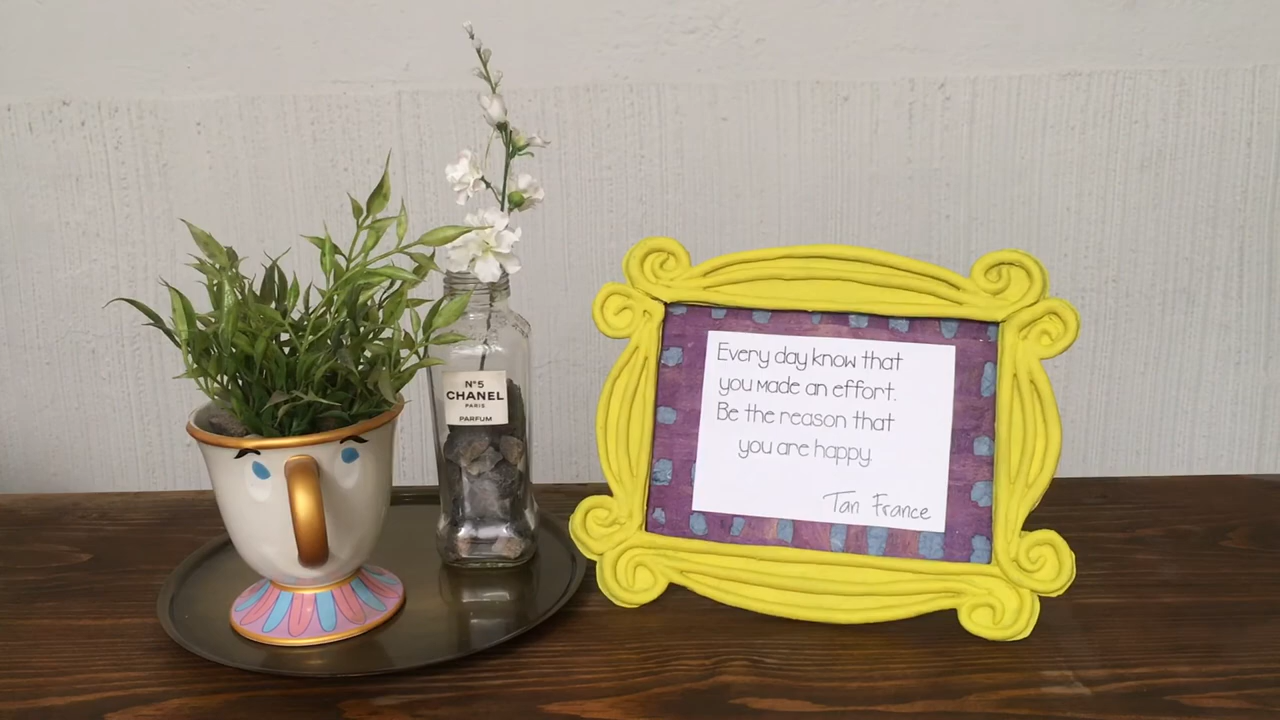 N°5
CHANEL
PARIS
PARFUM
Every day know that
you made an effort.
Be the reason that
you are happy.
Tan France